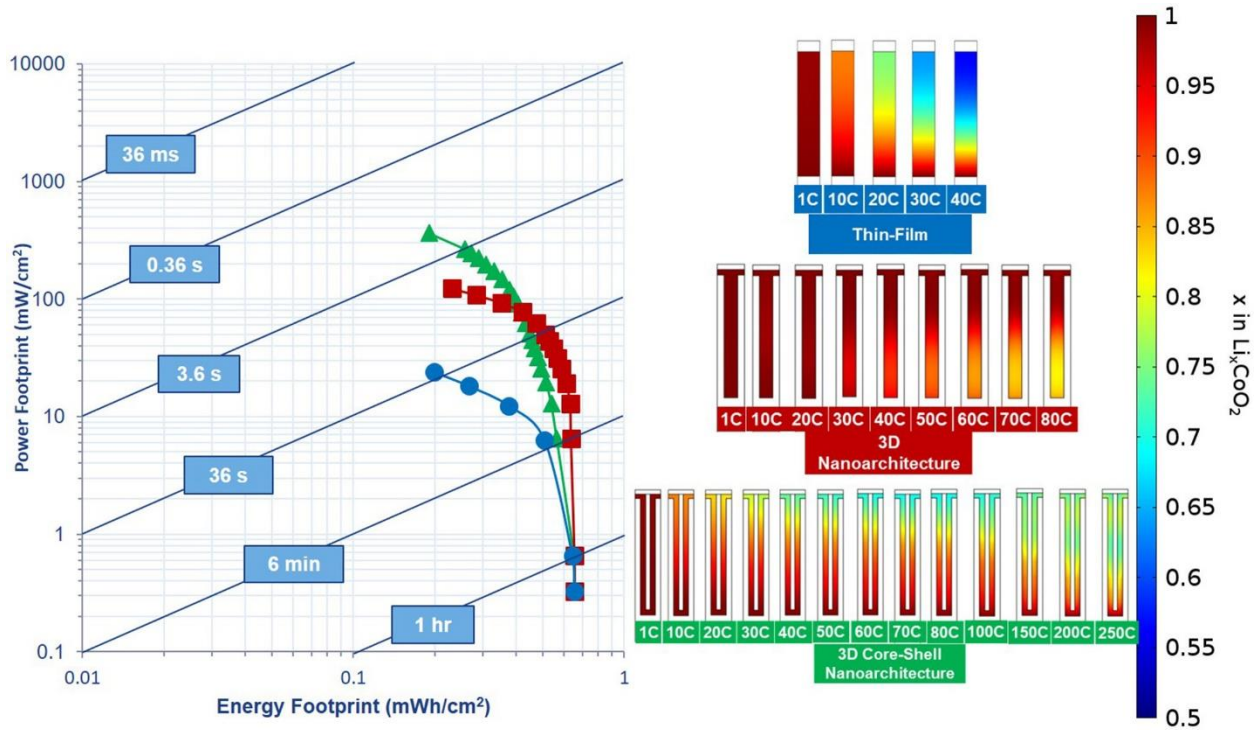 10000
1000
100
10
1
0.1
Power Footprint (mW/cm²)
36 ms
0.36 s
3.6 s
36 s
6 min
1 hr
0.01
0.1
1
Energy Footprint (mWh/cm²)
1C 10C 20C 30C 40C
Thin-Film
1C 10C 20C 30C 40C 50C 60C 70C 80C
3D
Nanoarchitecture
1C 10C 20C 30C 40C 50C 60C 70C 80C 100C 150C 200C 250C
3D Core-Shell
Nanoarchitecture
1
0.95
0.9
0.85
0.8
0.75
0.7
0.65
0.6
0.55
0.5
x in LiₓCoO₂